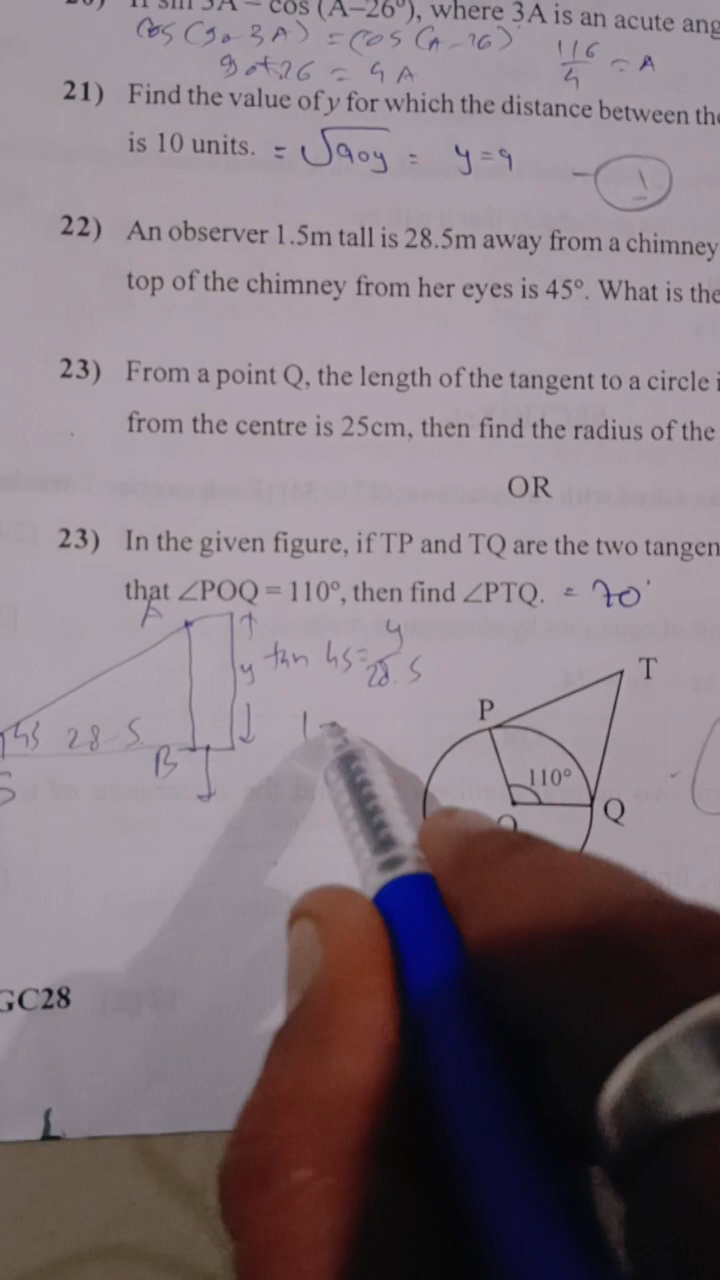 If sin 3A = cos (A–26°), where 3A is an acute ang
cos (90 - 3A) = cos (A - 26)
116/4 = A
90 + 26 = 4A
21) Find the value of y for which the distance between the
is 10 units. = √90y = y = 9
22) An observer 1.5m tall is 28.5m away from a chimney
top of the chimney from her eyes is 45°. What is the
23) From a point Q, the length of the tangent to a circle i
from the centre is 25cm, then find the radius of the
OR
23) In the given figure, if TP and TQ are the two tangen
that ∠POQ = 110°, then find ∠PTQ. = 70°
A
y
tan 45 = y/28.5
45 28.5
B
T
P
110°
Q
GC28